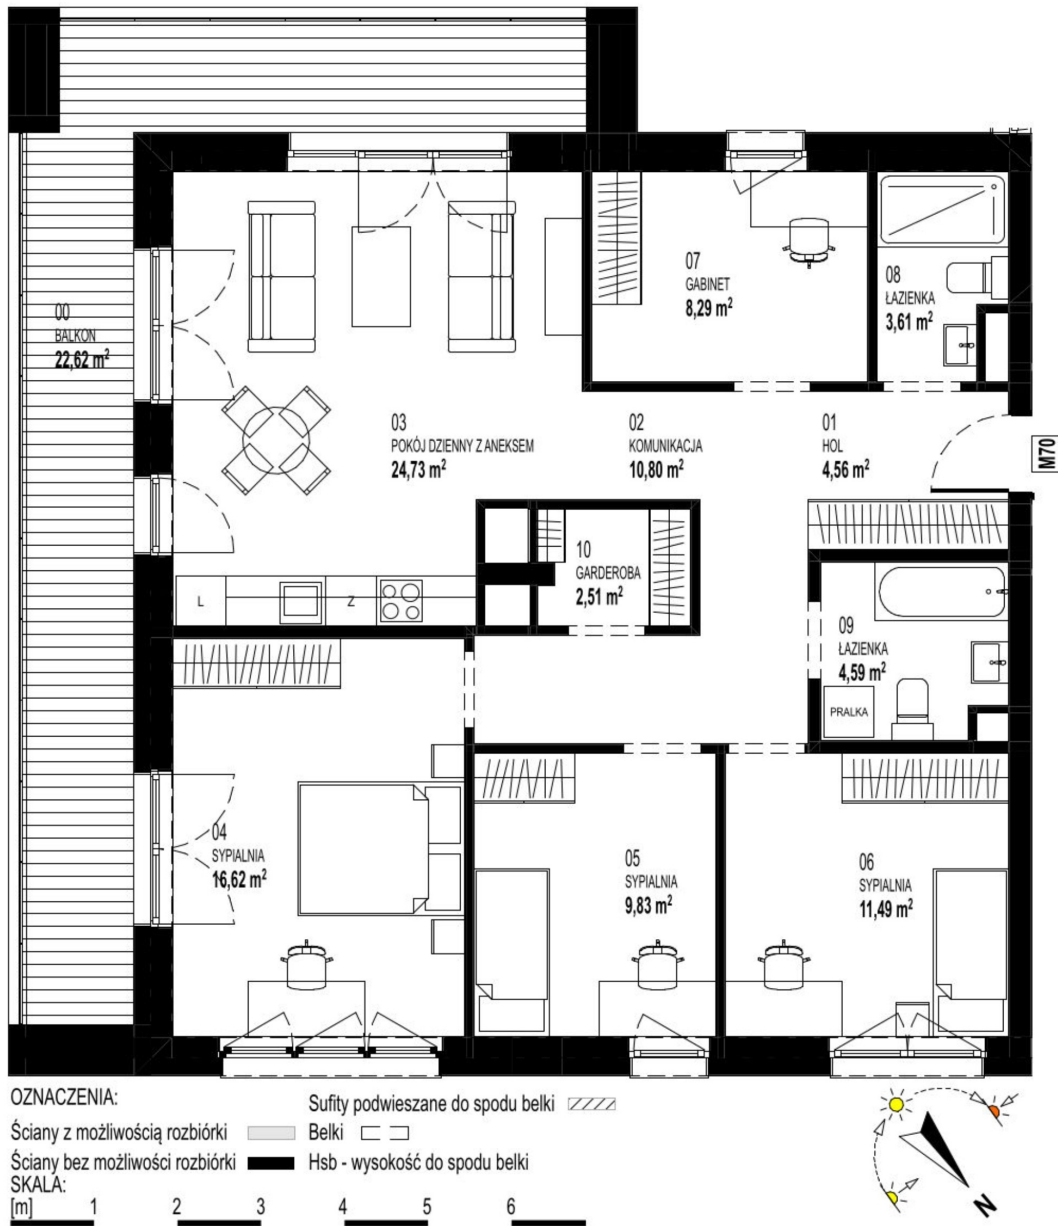 00
BALKON
22,62 m²
03
POKÓJ DZIENNY Z ANEKSEM
24,73 m²
07
GABINET
8,29 m²
08
ŁAZIENKA
3,61 m²
02
KOMUNIKACJA
10,80 m²
01
HOL
4,56 m²
M70
10
GARDEROBA
2,51 m²
L
Z
09
ŁAZIENKA
4,59 m²
PRALKA
04
SYPIALNIA
16,62 m²
05
SYPIALNIA
9,83 m²
06
SYPIALNIA
11,49 m²
OZNACZENIA:
Sufity podwieszane do spodu belki
Ściany z możliwością rozbiórki
Belki
Ściany bez możliwości rozbiórki
Hsb - wysokość do spodu belki
SKALA:
[m] 1 2 3 4 5 6
N